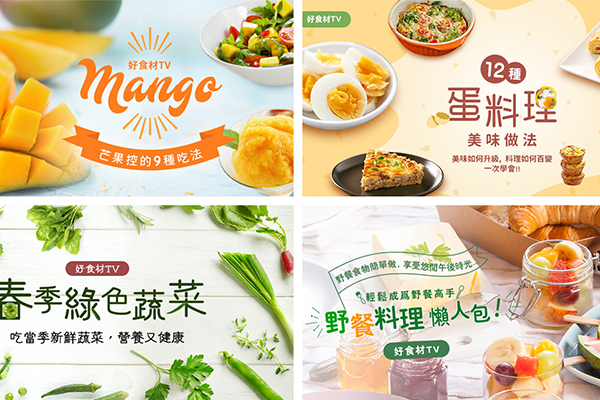 好食材TV
Mango
芒果控的9種吃法
好食材TV
12種
蛋料理
美味做法
美味如何升級,料理如何百變
一次學會!!
好食材TV
春季綠色蔬菜
吃當季新鮮蔬菜,營養又健康
野餐食物簡單做,享受悠閒午後時光
輕鬆成爲野餐高手
野餐料理懶人包!
好食材TV